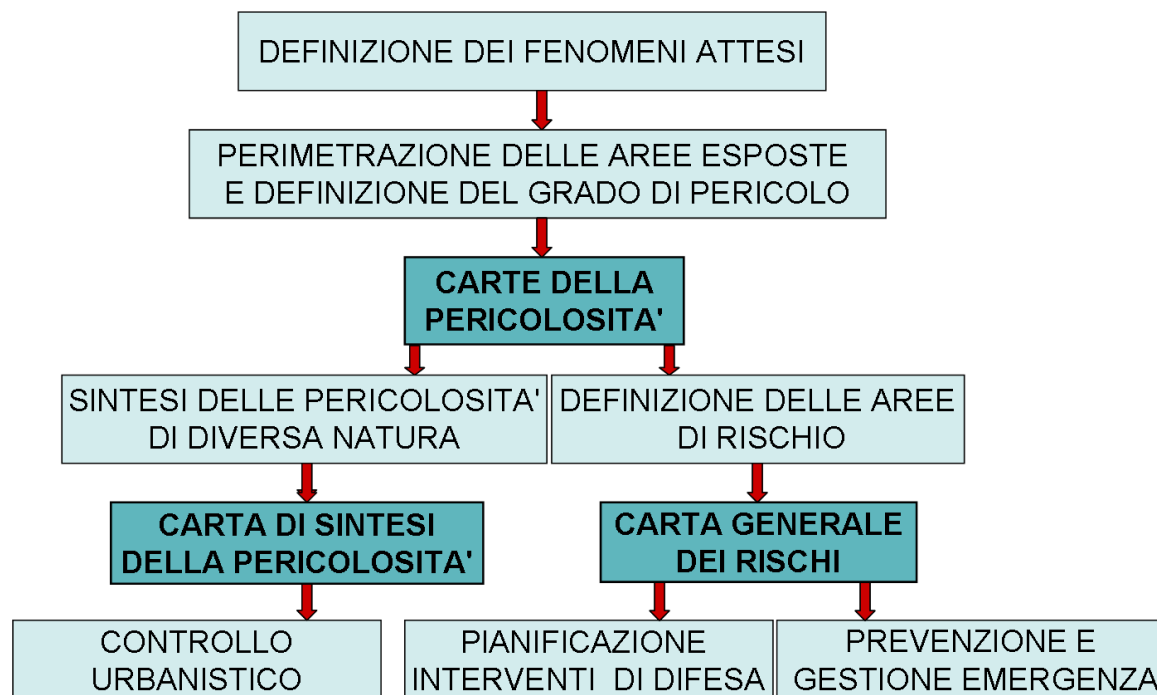 DEFINIZIONE DEI FENOMENI ATTESI
PERIMETRAZIONE DELLE AREE ESPOSTE
E DEFINIZIONE DEL GRADO DI PERICOLO
CARTE DELLA
PERICOLOSITA'
SINTESI DELLE PERICOLOSITA'
DI DIVERSA NATURA
DEFINIZIONE DELLE AREE
DI RISCHIO
CARTA DI SINTESI
DELLA PERICOLOSITA'
CARTA GENERALE
DEI RISCHI
CONTROLLO
URBANISTICO
PIANIFICAZIONE
INTERVENTI DI DIFESA
PREVENZIONE E
GESTIONE EMERGENZA